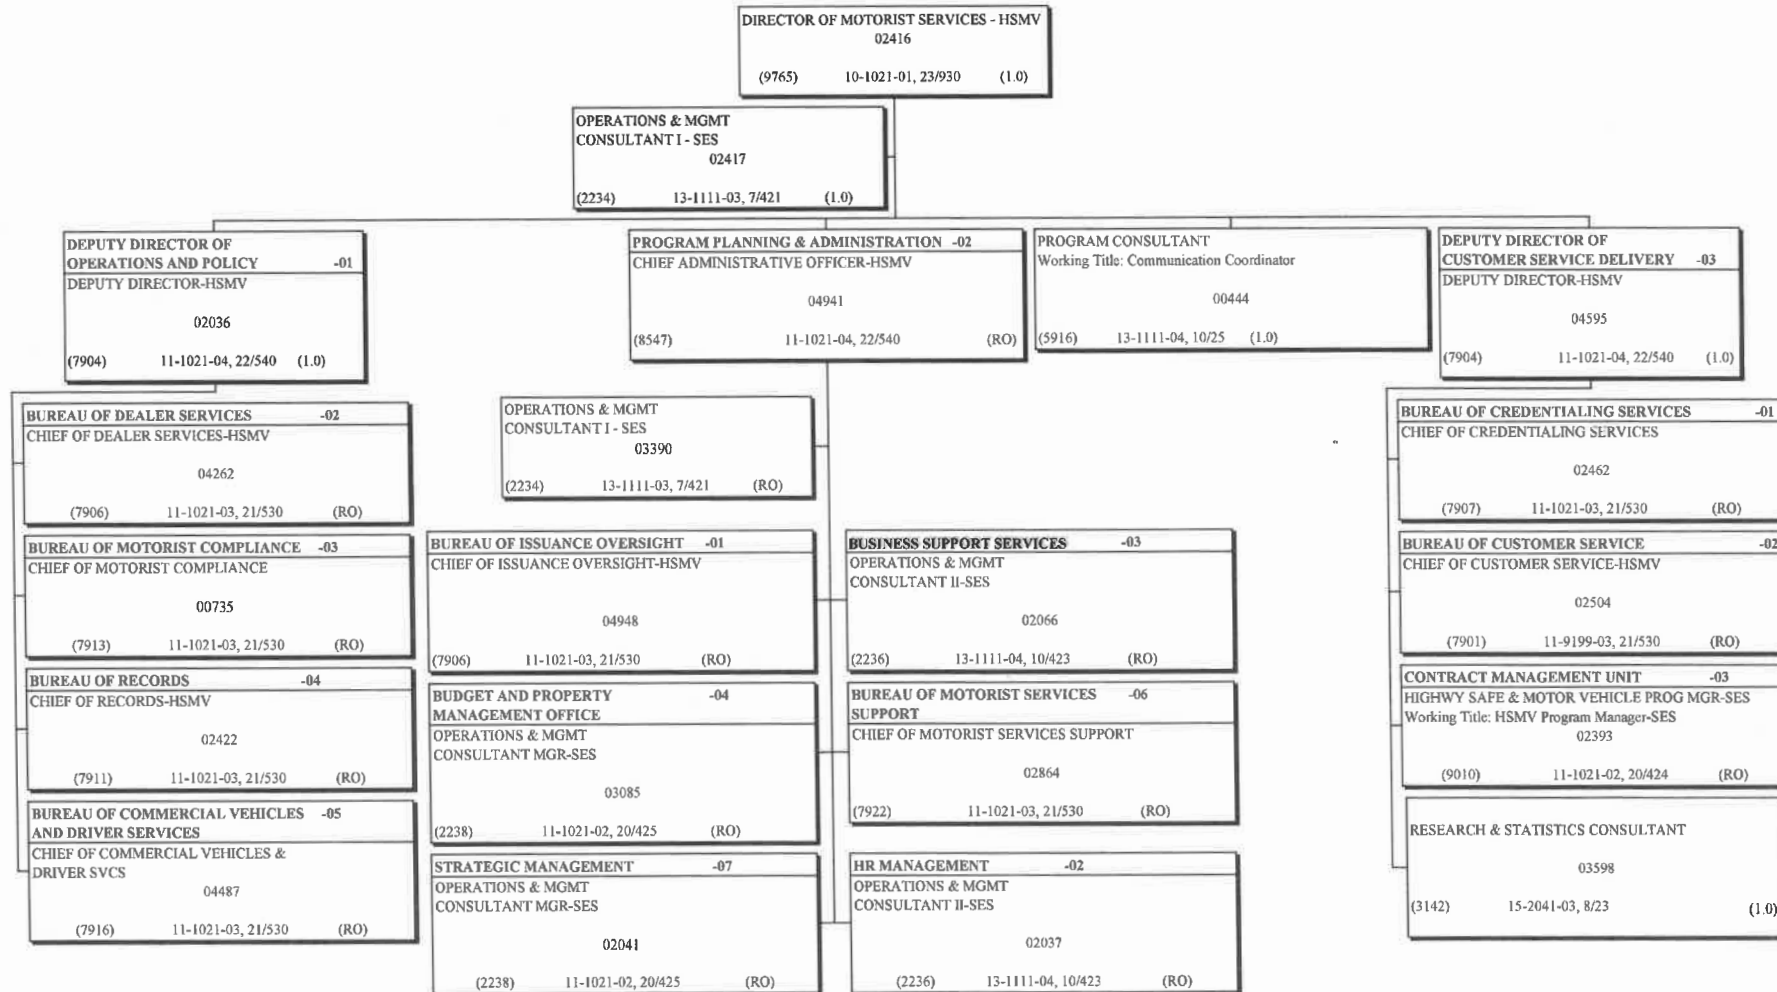 DIRECTOR OF MOTORIST SERVICES - HSMV
02416
(9765) 10-1021-01, 23/930 (1.0)
OPERATIONS & MGMT
CONSULTANT I - SES
02417
(2234) 13-1111-03, 7/421 (1.0)
DEPUTY DIRECTOR OF
OPERATIONS AND POLICY -01
DEPUTY DIRECTOR-HSMV
02036
(7904) 11-1021-04, 22/540 (1.0)
PROGRAM PLANNING & ADMINISTRATION -02
CHIEF ADMINISTRATIVE OFFICER-HSMV
04941
(8547) 11-1021-04, 22/540 (RO)
PROGRAM CONSULTANT
Working Title: Communication Coordinator
00444
(5916) 13-1111-04, 10/25 (1.0)
DEPUTY DIRECTOR OF
CUSTOMER SERVICE DELIVERY -03
DEPUTY DIRECTOR-HSMV
04595
(7904) 11-1021-04, 22/540 (1.0)
BUREAU OF DEALER SERVICES -02
CHIEF OF DEALER SERVICES-HSMV
04262
(7906) 11-1021-03, 21/530 (RO)
BUREAU OF MOTORIST COMPLIANCE -03
CHIEF OF MOTORIST COMPLIANCE
00735
(7913) 11-1021-03, 21/530 (RO)
BUREAU OF RECORDS -04
CHIEF OF RECORDS-HSMV
02422
(7911) 11-1021-03, 21/530 (RO)
BUREAU OF COMMERCIAL VEHICLES -05
AND DRIVER SERVICES
CHIEF OF COMMERCIAL VEHICLES &
DRIVER SVCS
04487
(7916) 11-1021-03, 21/530 (RO)
OPERATIONS & MGMT
CONSULTANT I - SES
03390
(2234) 13-1111-03, 7/421 (RO)
BUREAU OF ISSUANCE OVERSIGHT -01
CHIEF OF ISSUANCE OVERSIGHT-HSMV
04948
(7906) 11-1021-03, 21/530 (RO)
BUDGET AND PROPERTY -04
MANAGEMENT OFFICE
OPERATIONS & MGMT
CONSULTANT MGR-SES
03085
(2238) 11-1021-02, 20/425 (RO)
STRATEGIC MANAGEMENT -07
OPERATIONS & MGMT
CONSULTANT MGR-SES
02041
(2238) 11-1021-02, 20/425 (RO)
BUSINESS SUPPORT SERVICES -03
OPERATIONS & MGMT
CONSULTANT II-SES
02066
(2236) 13-1111-04, 10/423 (RO)
BUREAU OF MOTORIST SERVICES -06
SUPPORT
CHIEF OF MOTORIST SERVICES SUPPORT
02864
(7922) 11-1021-03, 21/530 (RO)
HR MANAGEMENT -02
OPERATIONS & MGMT
CONSULTANT II-SES
02037
(2236) 13-1111-04, 10/423 (RO)
BUREAU OF CREDENTIALING SERVICES -01
CHIEF OF CREDENTIALING SERVICES
02462
(7907) 11-1021-03, 21/530 (RO)
BUREAU OF CUSTOMER SERVICE -02
CHIEF OF CUSTOMER SERVICE-HSMV
02504
(7901) 11-9199-03, 21/530 (RO)
CONTRACT MANAGEMENT UNIT -03
HIGHWY SAFE & MOTOR VEHICLE PROG MGR-SES
Working Title: HSMV Program Manager-SES
02393
(9010) 11-1021-02, 20/424 (RO)
RESEARCH & STATISTICS CONSULTANT
03598
(3142) 15-2041-03, 8/23 (1.0)